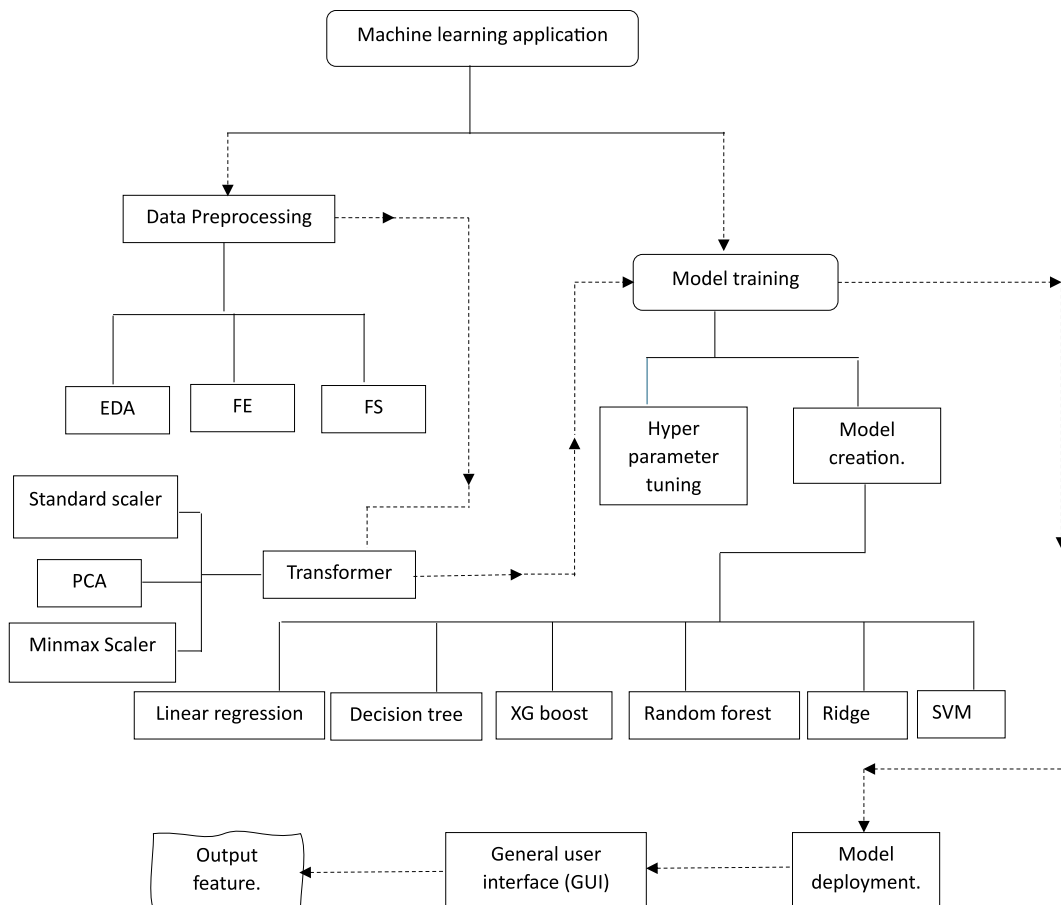 Machine learning application
Data Preprocessing
Model training
EDA
FE
FS
Hyper
parameter
tuning
Model
creation.
Standard scaler
PCA
Minmax Scaler
Transformer
Linear regression
Decision tree
XG boost
Random forest
Ridge
SVM
Output
feature.
General user
interface (GUI)
Model
deployment.